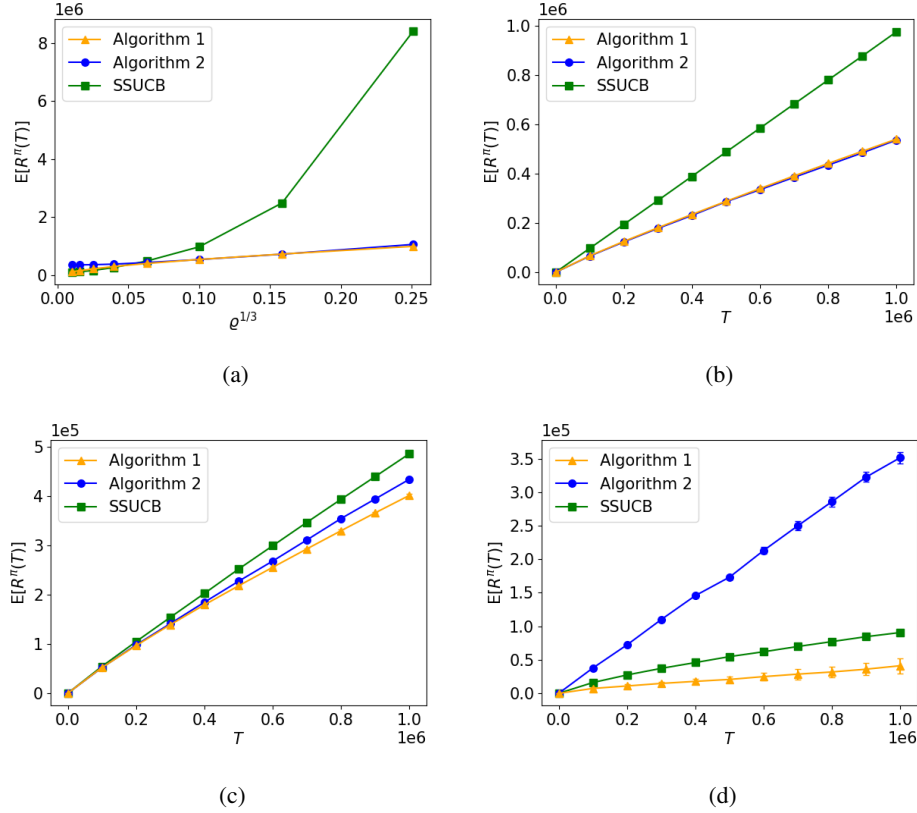 1e6
E[R^π(T)]
8
6
4
2
0
Algorithm 1
Algorithm 2
SSUCB
0.00 0.05 0.10 0.15 0.20 0.25
ϱ^{1/3}
(a)
1e6
E[R^π(T)]
1.0
0.8
0.6
0.4
0.2
0.0
Algorithm 1
Algorithm 2
SSUCB
0.0 0.2 0.4 0.6 0.8 1.0
T
1e6
(b)
1e5
E[R^π(T)]
5
4
3
2
1
0
Algorithm 1
Algorithm 2
SSUCB
0.0 0.2 0.4 0.6 0.8 1.0
T
1e6
(c)
1e5
E[R^π(T)]
3.5
3.0
2.5
2.0
1.5
1.0
0.5
0.0
Algorithm 1
Algorithm 2
SSUCB
0.0 0.2 0.4 0.6 0.8 1.0
T
1e6
(d)